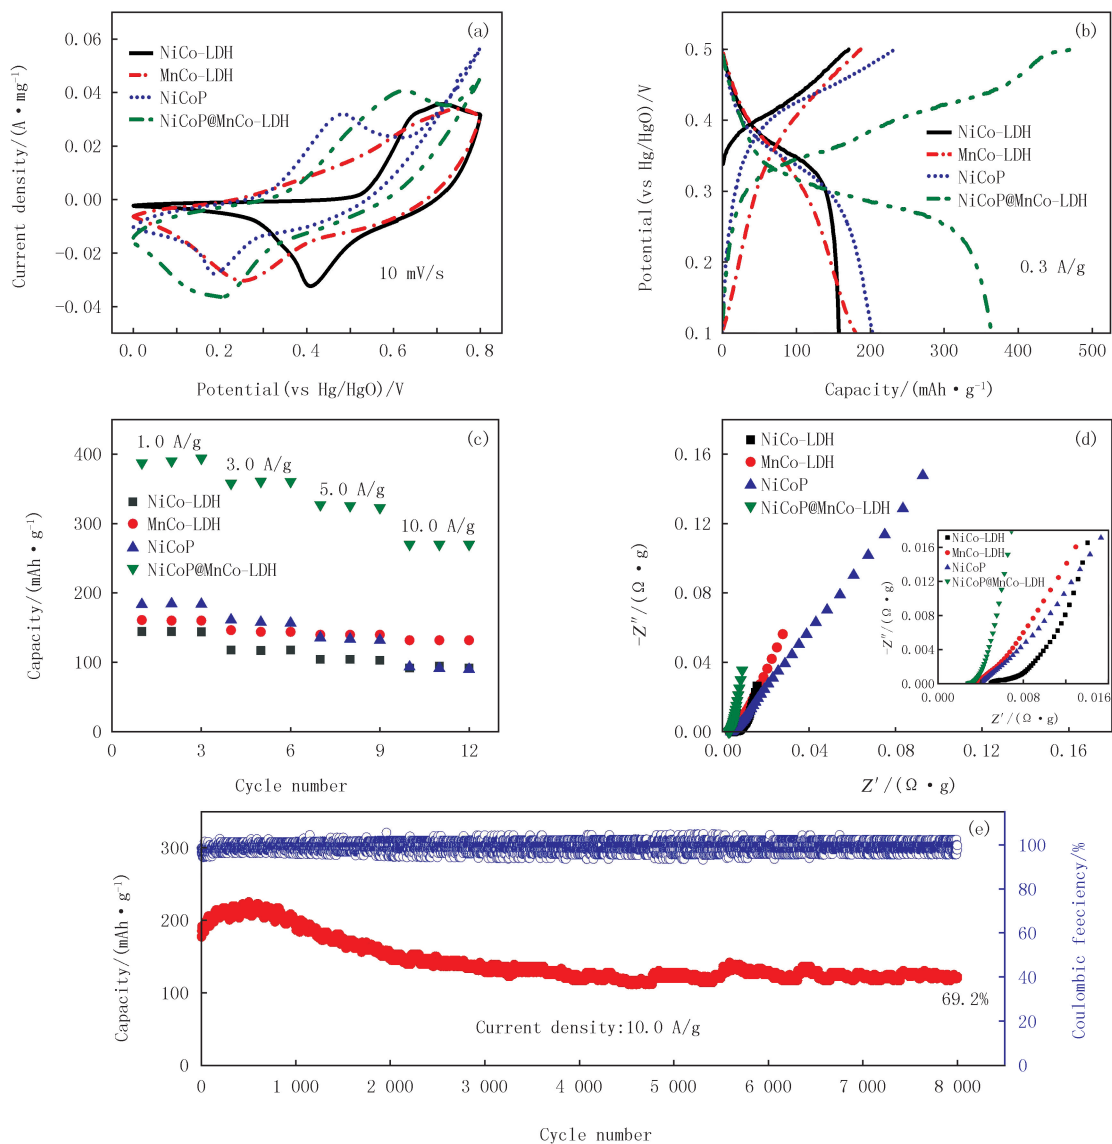 (a)
0.06
0.04
0.02
0.00
-0.02
-0.04
Current density/(A • mg⁻¹)
NiCo-LDH
MnCo-LDH
NiCoP
NiCoP@MnCo-LDH
10 mV/s
0.0 0.2 0.4 0.6 0.8
Potential(vs Hg/HgO)/V
(b)
0.5
0.4
0.3
0.2
0.1
Potential(vs Hg/HgO)/V
NiCo-LDH
MnCo-LDH
NiCoP
NiCoP@MnCo-LDH
0.3 A/g
0 100 200 300 400 500
Capacity/(mAh • g⁻¹)
(c)
400
300
200
100
0
Capacity/(mAh • g⁻¹)
1.0 A/g
3.0 A/g
5.0 A/g
10.0 A/g
NiCo-LDH
MnCo-LDH
NiCoP
NiCoP@MnCo-LDH
0 3 6 9 12
Cycle number
(d)
0.16
0.12
0.08
0.04
0.00
-Z″/(Ω • g)
NiCo-LDH
MnCo-LDH
NiCoP
NiCoP@MnCo-LDH
0.016
0.012
0.008
0.004
0.000
-Z″/(Ω • g)
NiCo-LDH
MnCo-LDH
NiCoP
NiCoP@MnCo-LDH
0.000 0.008 0.016
Z′/(Ω • g)
0.00 0.04 0.08 0.12 0.16
Z′/(Ω • g)
(e)
300
200
100
0
Capacity/(mAh • g⁻¹)
100
80
60
40
20
0
Coulombic feeciency/%
69.2%
Current density:10.0 A/g
0 1 000 2 000 3 000 4 000 5 000 6 000 7 000 8 000
Cycle number